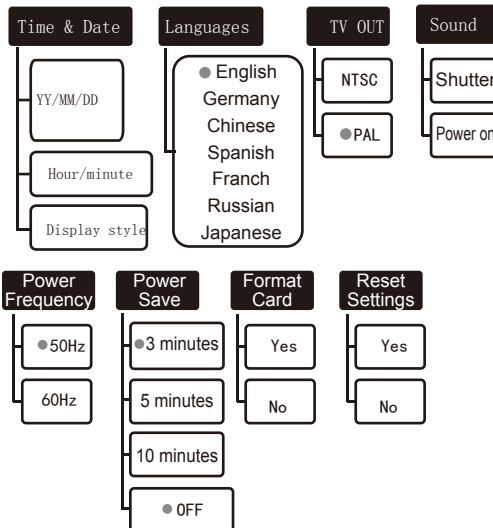 Time & Date
YY/MM/DD
Hour/minute
Display style
Languages
English
Germany
Chinese
Spanish
Franch
Russian
Japanese
TV OUT
NTSC
PAL
Sound
Shutter
Power on
Power
Frequency
50Hz
60Hz
Power
Save
3 minutes
5 minutes
10 minutes
OFF
Format
Card
Yes
No
Reset
Settings
Yes
No